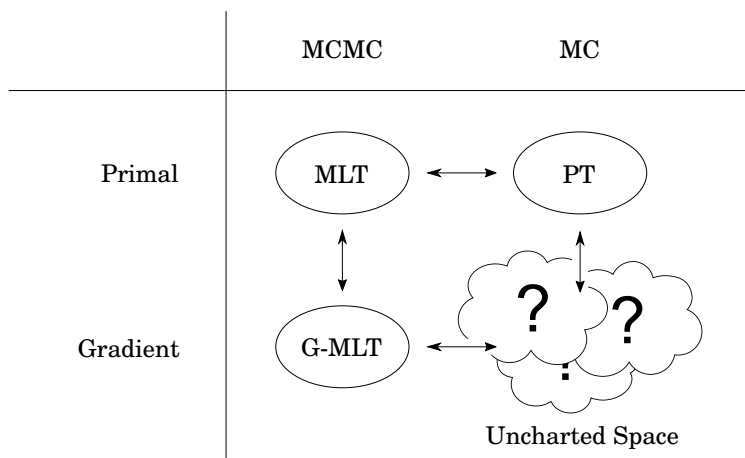 MCMC MC
Primal MLT PT
? ?
Gradient G-MLT ?
Uncharted Space